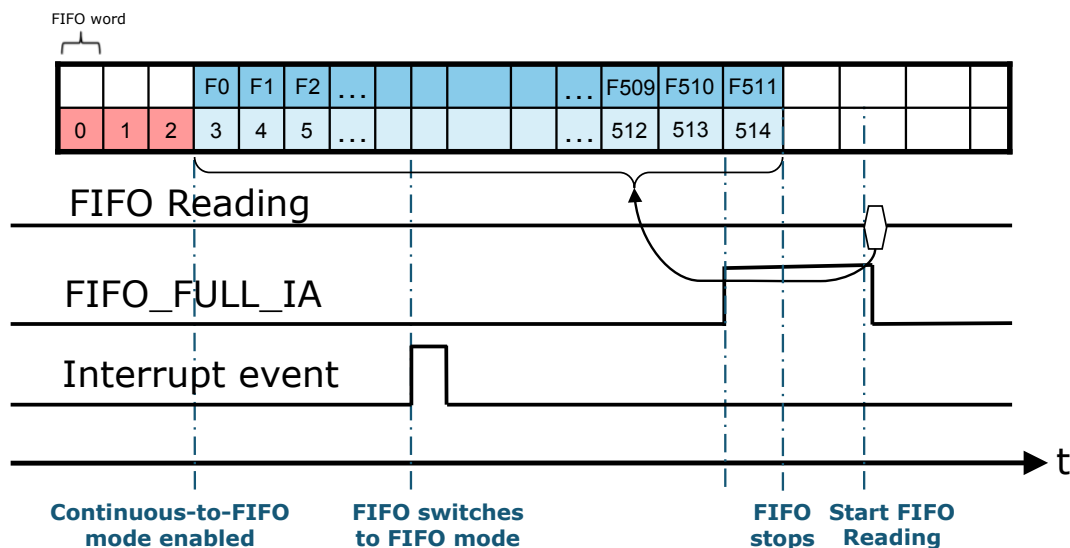 FIFO word
F0 F1 F2 ... ... F509 F510 F511
0 1 2 3 4 5 ... ... 512 513 514
FIFO Reading
FIFO_FULL_IA
Interrupt event
t
Continuous-to-FIFO
mode enabled
FIFO switches
to FIFO mode
FIFO
stops
Start FIFO
Reading